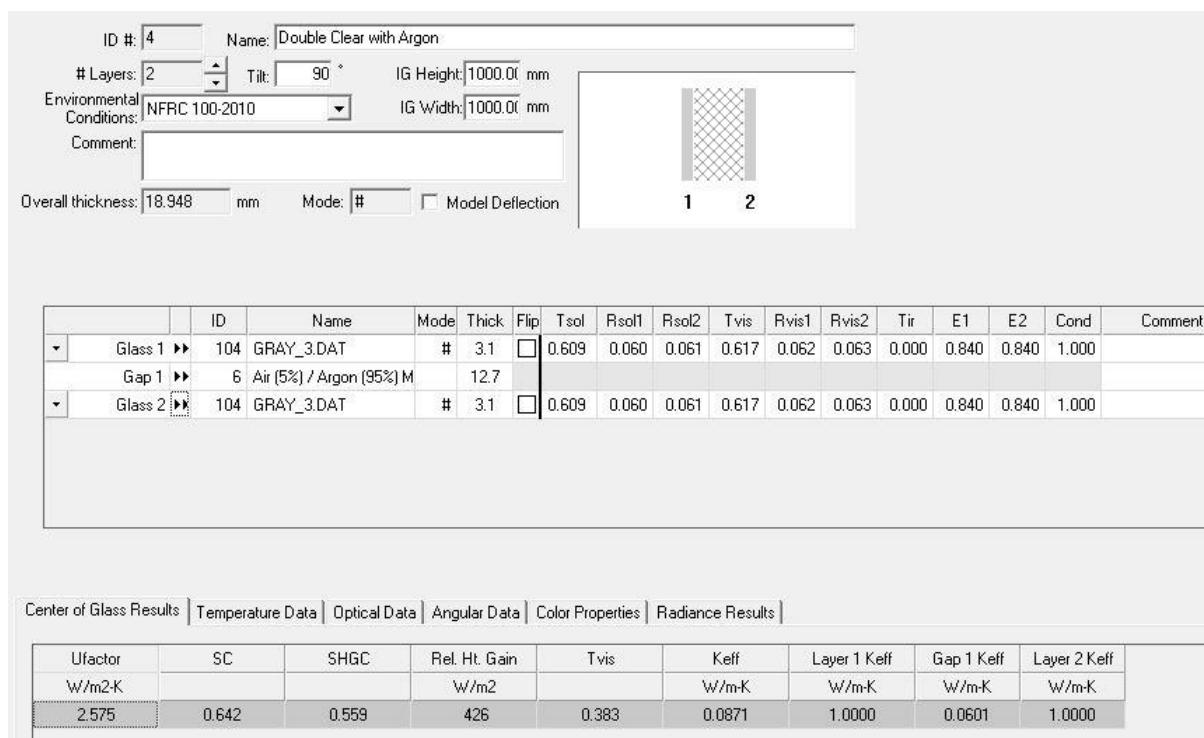 ID #: 4 Name: Double Clear with Argon
# Layers: 2 Tilt: 90 ° IG Height: 1000.00 mm
Environmental Conditions: NFRC 100-2010 IG Width: 1000.00 mm
Comment:
Overall thickness: 18.948 mm Mode: # Model Deflection
1 2
ID Name Mode Thick Flip Tsol Rsol1 Rsol2 Tvis Rvis1 Rvis2 Tir E1 E2 Cond Comment
Glass 1 104 GRAY_3.DAT # 3.1 0.609 0.060 0.061 0.617 0.062 0.063 0.000 0.840 0.840 1.000
Gap 1 6 Air (5%) / Argon (95%) M 12.7
Glass 2 104 GRAY_3.DAT # 3.1 0.609 0.060 0.061 0.617 0.062 0.063 0.000 0.840 0.840 1.000
Center of Glass Results Temperature Data Optical Data Angular Data Color Properties Radiance Results
Ufactor SC SHGC Rel. Ht. Gain Tvis Keff Layer 1 Keff Gap 1 Keff Layer 2 Keff
W/m2-K W/m2 W/m-K W/m-K W/m-K W/m-K
2.575 0.642 0.559 426 0.383 0.0871 1.0000 0.0601 1.0000